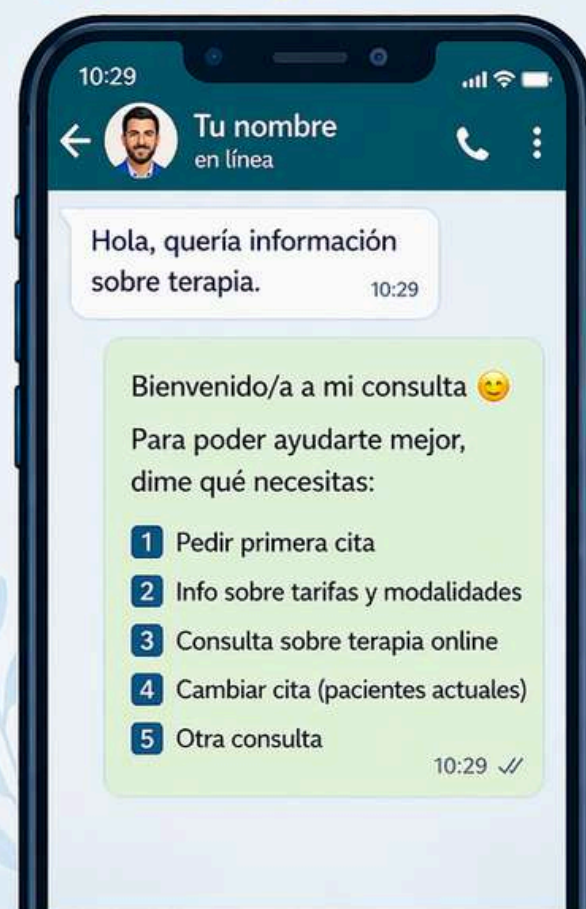 10:29
Tu nombre
en línea
Hola, quería información
sobre terapia.
10:29
Bienvenido/a a mi consulta 😊
Para poder ayudarte mejor,
dime qué necesitas:
1 Pedir primera cita
2 Info sobre tarifas y modalidades
3 Consulta sobre terapia online
4 Cambiar cita (pacientes actuales)
5 Otra consulta
10:29